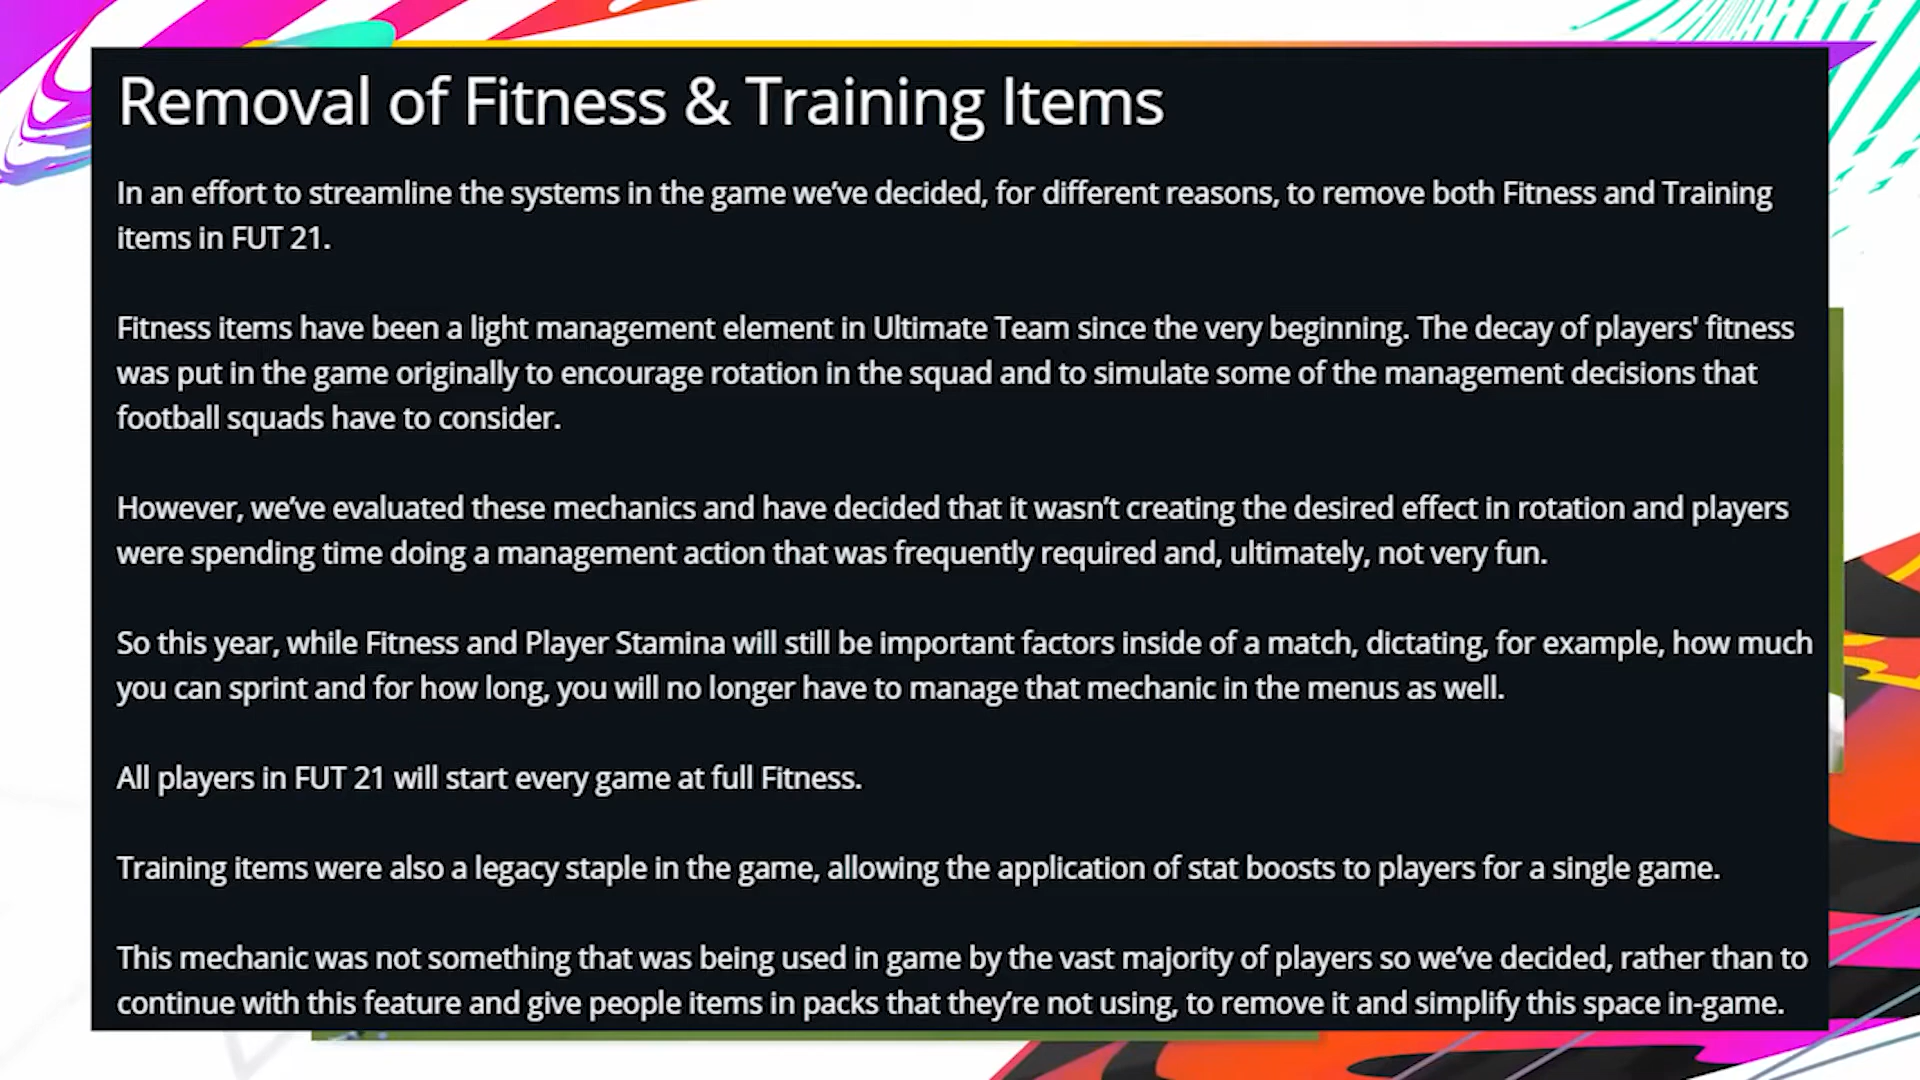 Removal of Fitness & Training Items
In an effort to streamline the systems in the game we’ve decided, for different reasons, to remove both Fitness and Training
items in FUT 21.
Fitness items have been a light management element in Ultimate Team since the very beginning. The decay of players' fitness
was put in the game originally to encourage rotation in the squad and to simulate some of the management decisions that
football squads have to consider.
However, we’ve evaluated these mechanics and have decided that it wasn’t creating the desired effect in rotation and players
were spending time doing a management action that was frequently required and, ultimately, not very fun.
So this year, while Fitness and Player Stamina will still be important factors inside of a match, dictating, for example, how much
you can sprint and for how long, you will no longer have to manage that mechanic in the menus as well.
All players in FUT 21 will start every game at full Fitness.
Training items were also a legacy staple in the game, allowing the application of stat boosts to players for a single game.
This mechanic was not something that was being used in game by the vast majority of players so we’ve decided, rather than to
continue with this feature and give people items in packs that they’re not using, to remove it and simplify this space in-game.